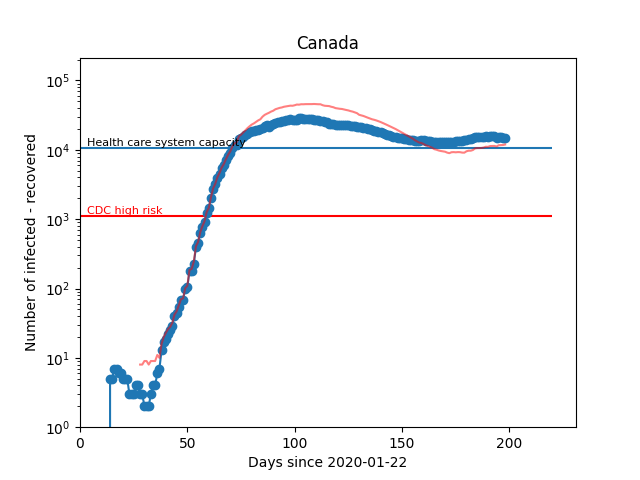 Canada
Number of infected - recovered
10^5
10^4
10^3
10^2
10^1
10^0
Health care system capacity
CDC high risk
0 50 100 150 200
Days since 2020-01-22